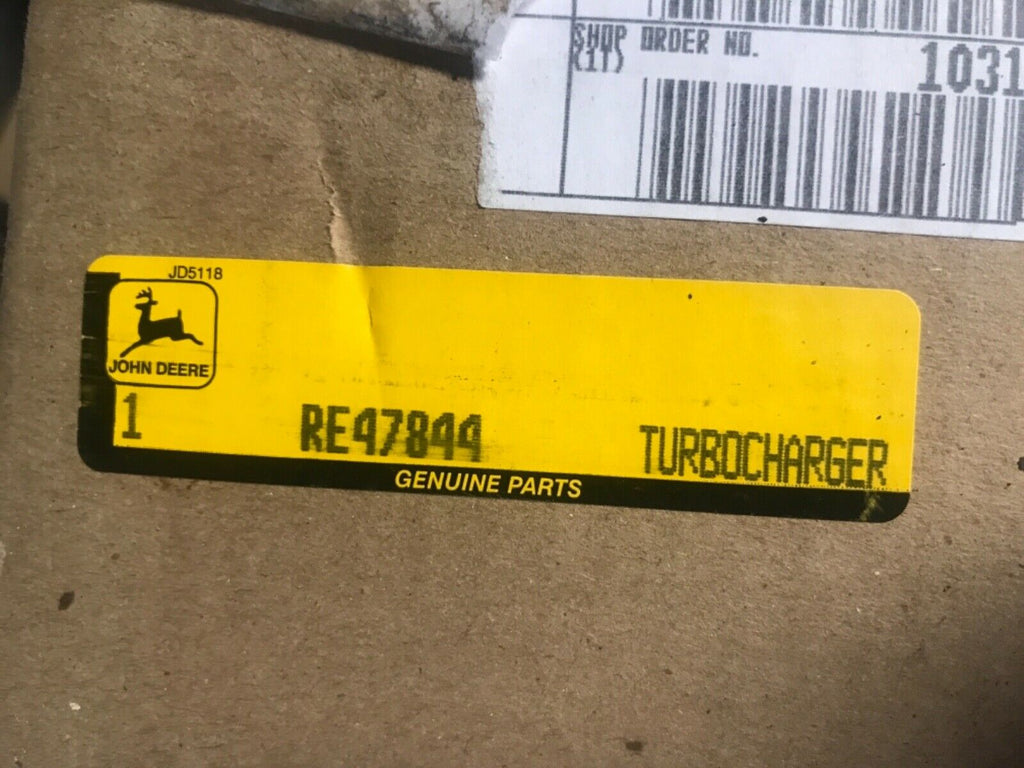 SHOP ORDER NO.
(1T)
1031
JD5118
JOHN DEERE
1 RE47844 TURBOCHARGER
GENUINE PARTS